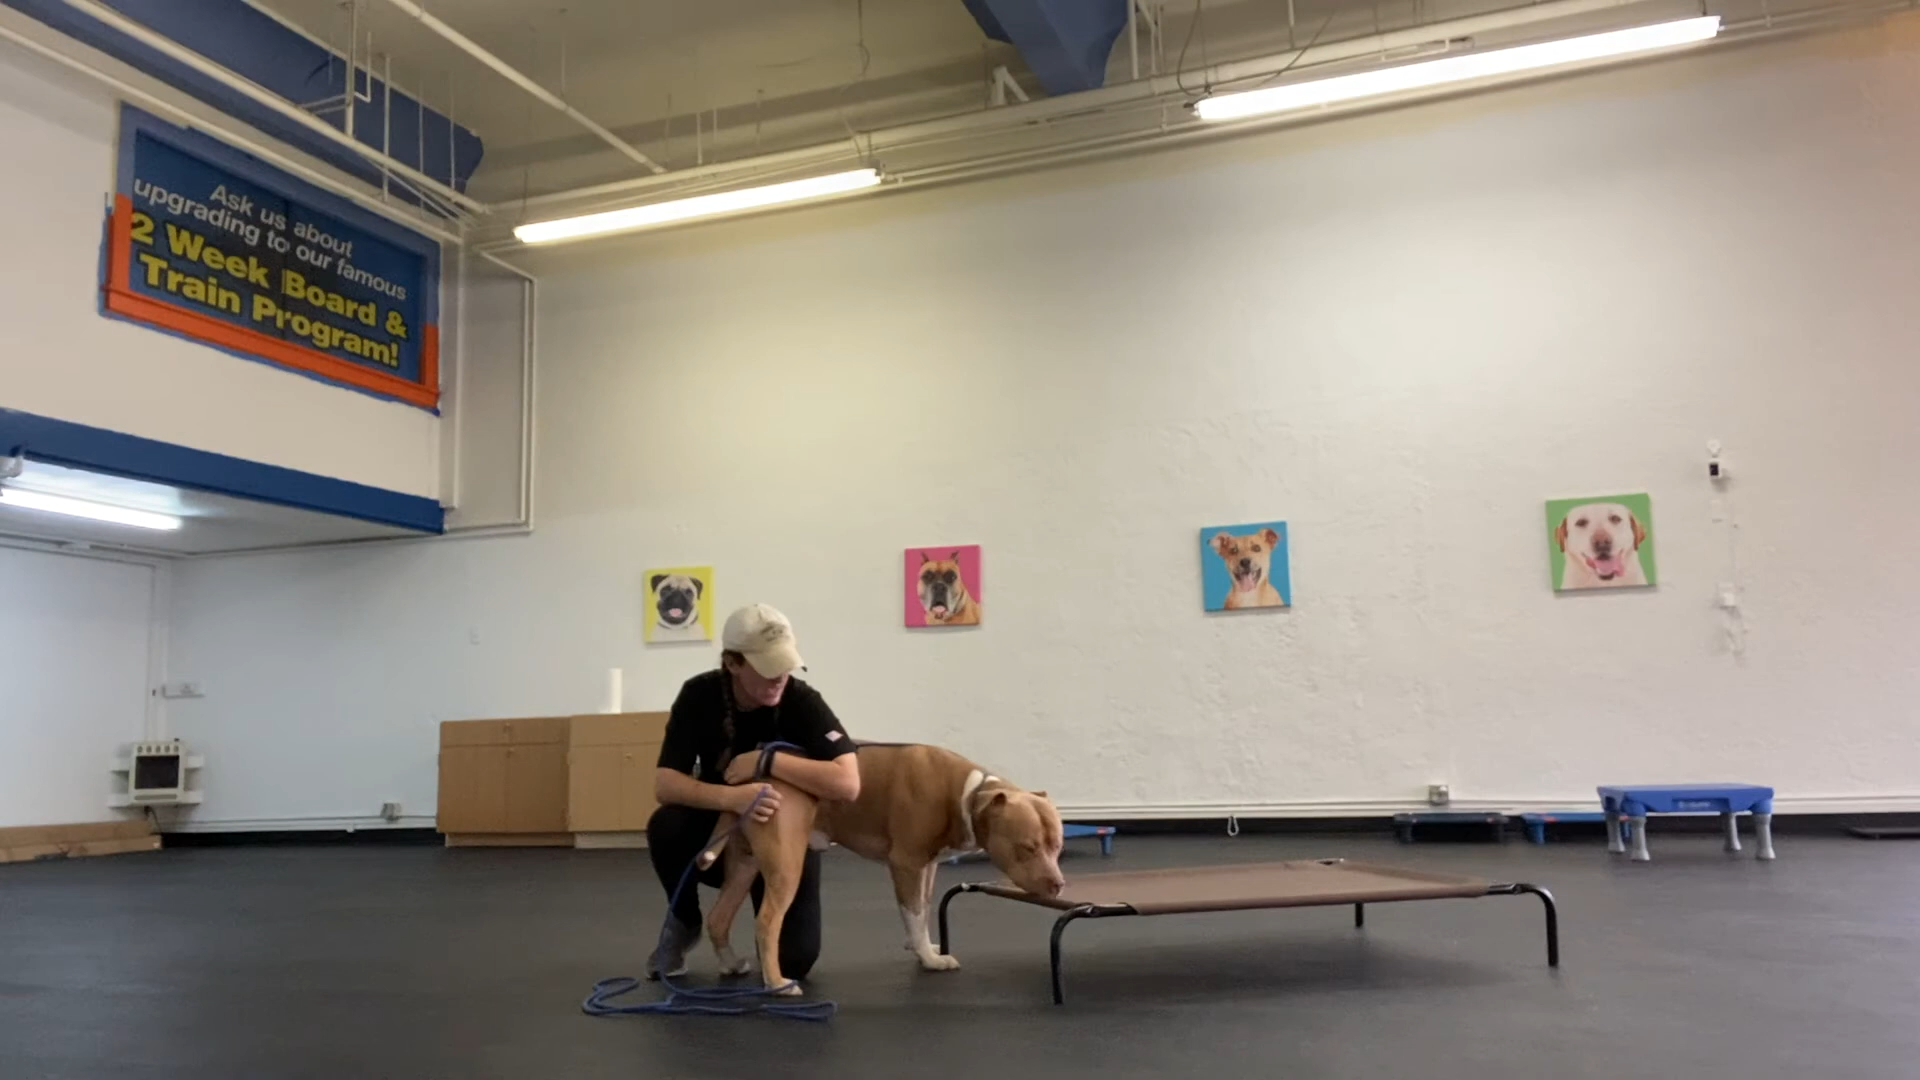 Ask us about
upgrading to our famous
2 Week Board &
Train Program!